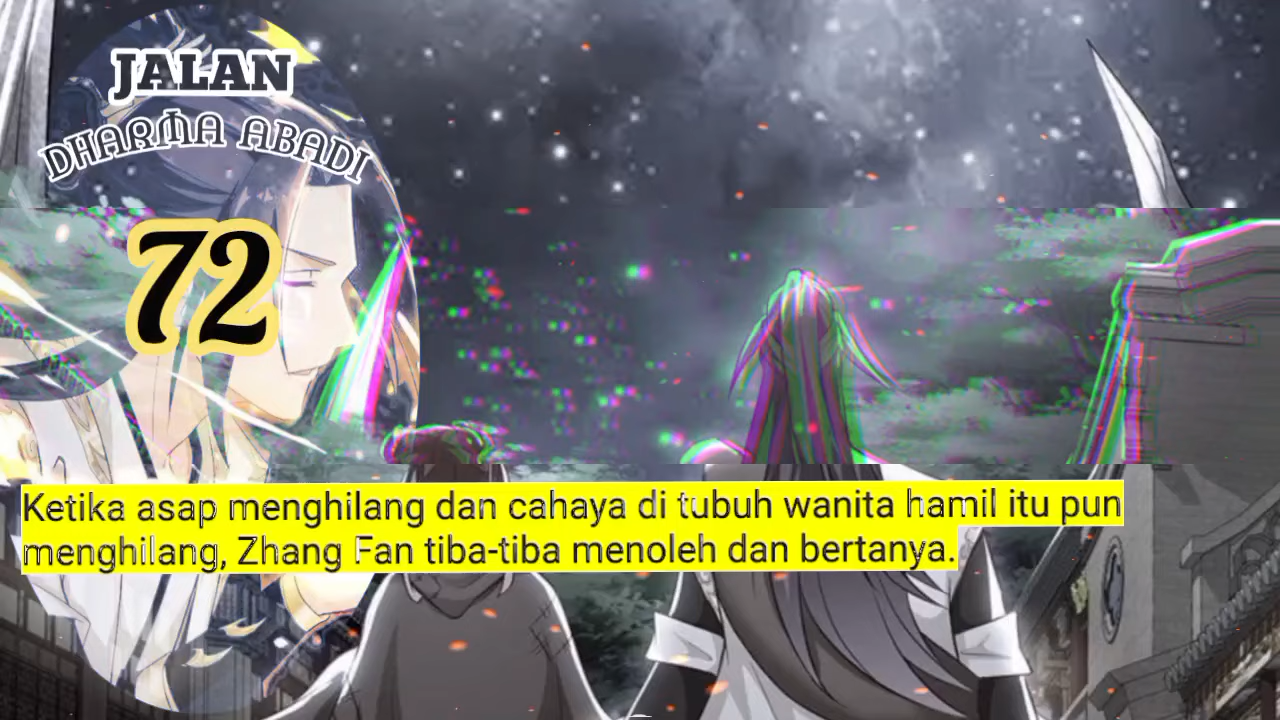 JALAN
DHARMA ABADI
72
Ketika asap menghilang dan cahaya di tubuh wanita hamil itu pun
menghilang, Zhang Fan tiba-tiba menoleh dan bertanya.